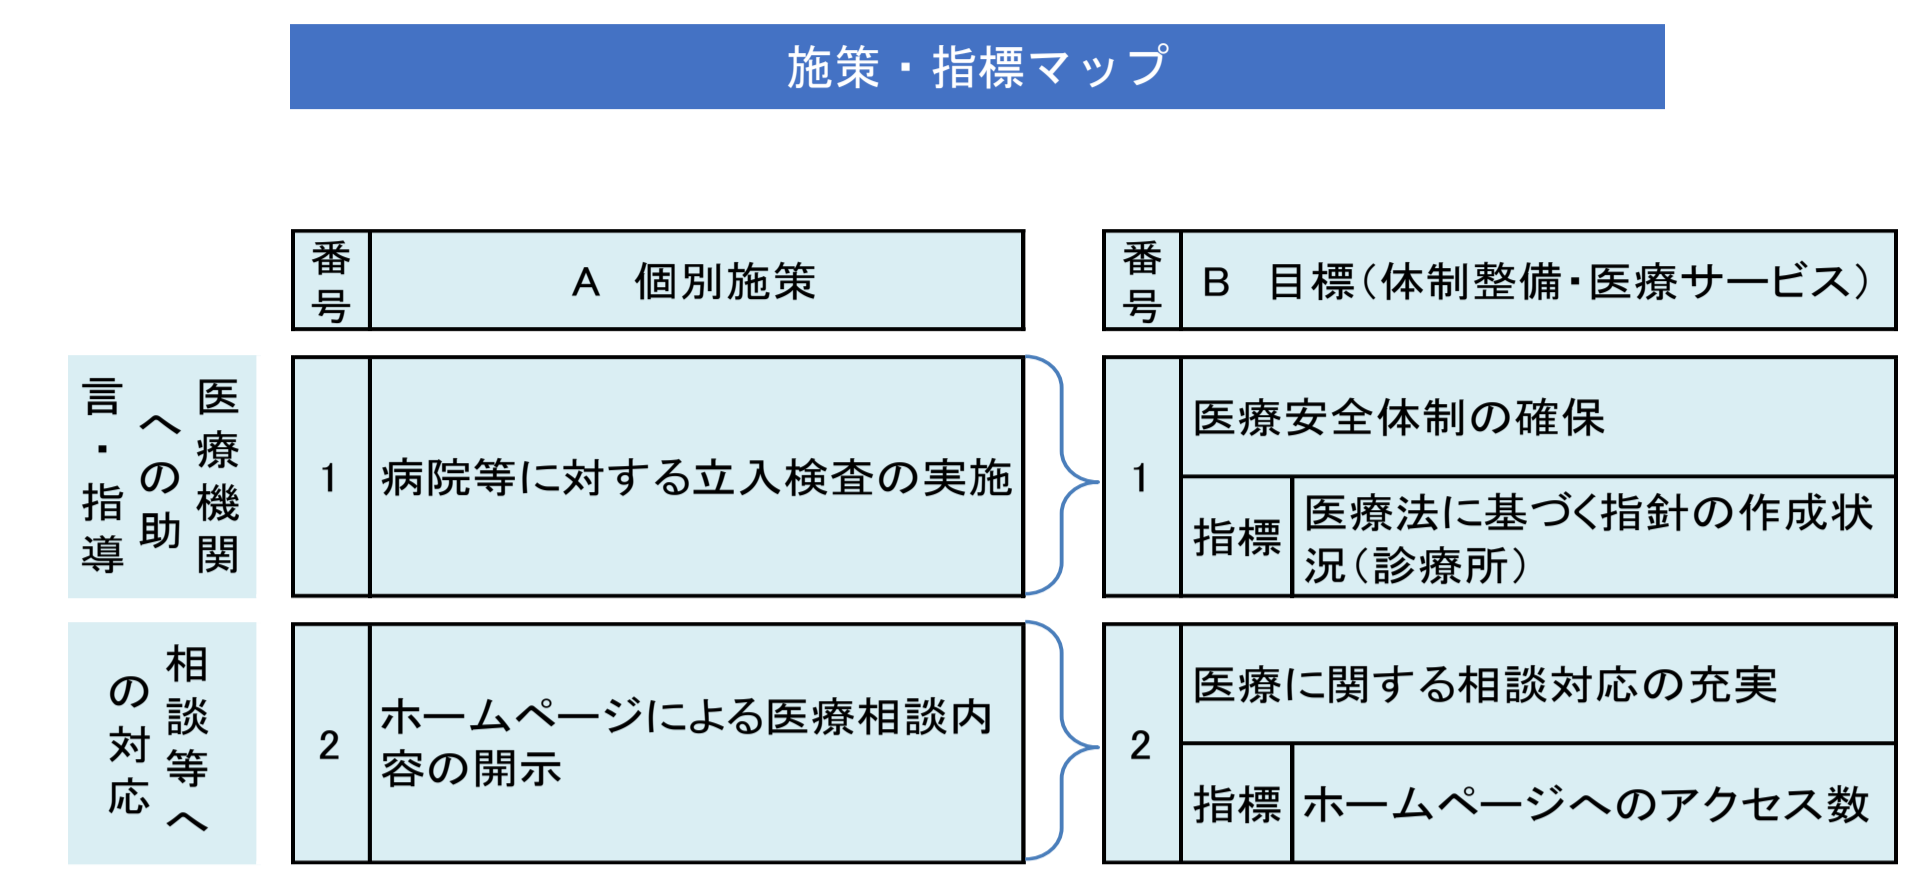 施策・指標マップ
番号
A 個別施策
番号
B 目標(体制整備・医療サービス)
医療機関
への助
言・指導
1
病院等に対する立入検査の実施
1
医療安全体制の確保
指標
医療法に基づく指針の作成状
況(診療所)
相談等へ
の対応
2
ホームページによる医療相談内
容の開示
2
医療に関する相談対応の充実
指標
ホームページへのアクセス数